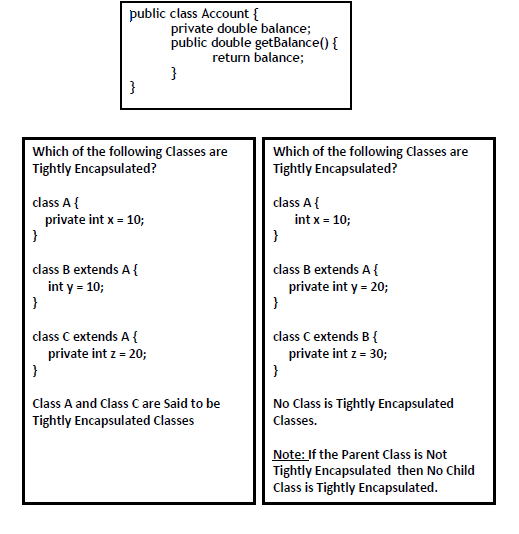 public class Account {
private double balance;
public double getBalance() {
return balance;
}
}
Which of the following Classes are
Tightly Encapsulated?
class A {
private int x = 10;
}
class B extends A {
int y = 10;
}
class C extends A {
private int z = 20;
}
Class A and Class C are Said to be
Tightly Encapsulated Classes
Which of the following Classes are
Tightly Encapsulated?
class A {
int x = 10;
}
class B extends A {
private int y = 20;
}
class C extends B {
private int z = 30;
}
No Class is Tightly Encapsulated
Classes.
Note: If the Parent Class is Not
Tightly Encapsulated then No Child
Class is Tightly Encapsulated.